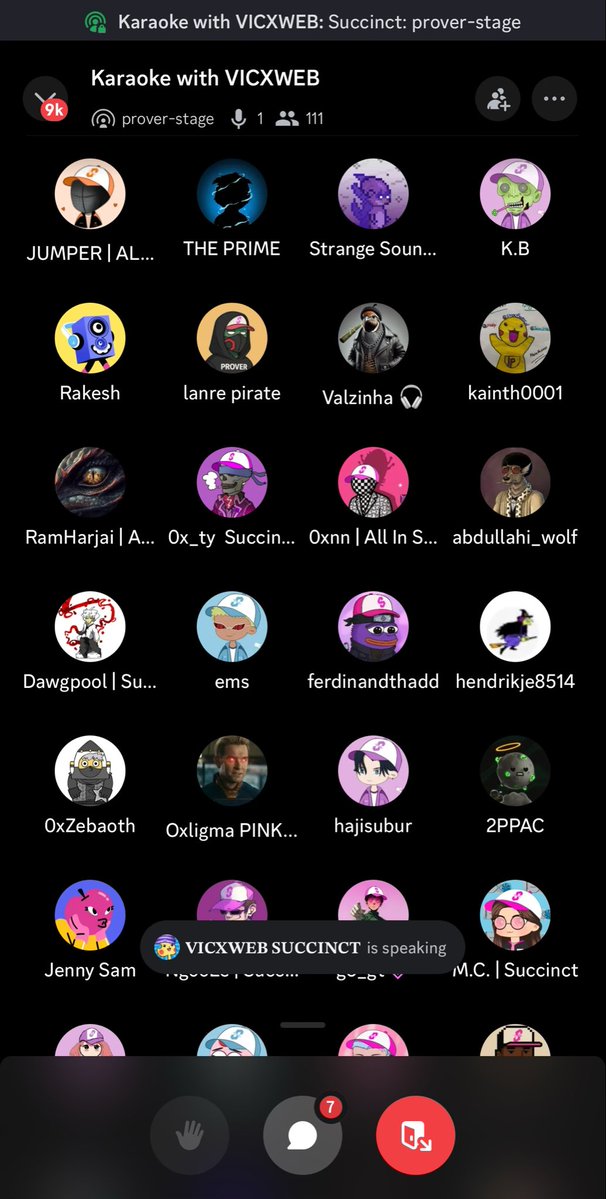 Karaoke with VICXWEB: Succinct: prover-stage
Karaoke with VICXWEB
9k
prover-stage 1 111
JUMPER | AL... THE PRIME Strange Soun... K.B
PROVER
Rakesh lanre pirate Valzinha kainth0001
RamHarjai | A... 0x_ty Succin... 0xnn | All In S... abdullahi_wolf
Dawgpool | Su... ems ferdinandthadd hendrikje8514
0xZebaoth Oxligma PINK... hajisubur 2PPAC
VICXWEB SUCCINCT is speaking
Jenny Sam M.C. | Succinct
7